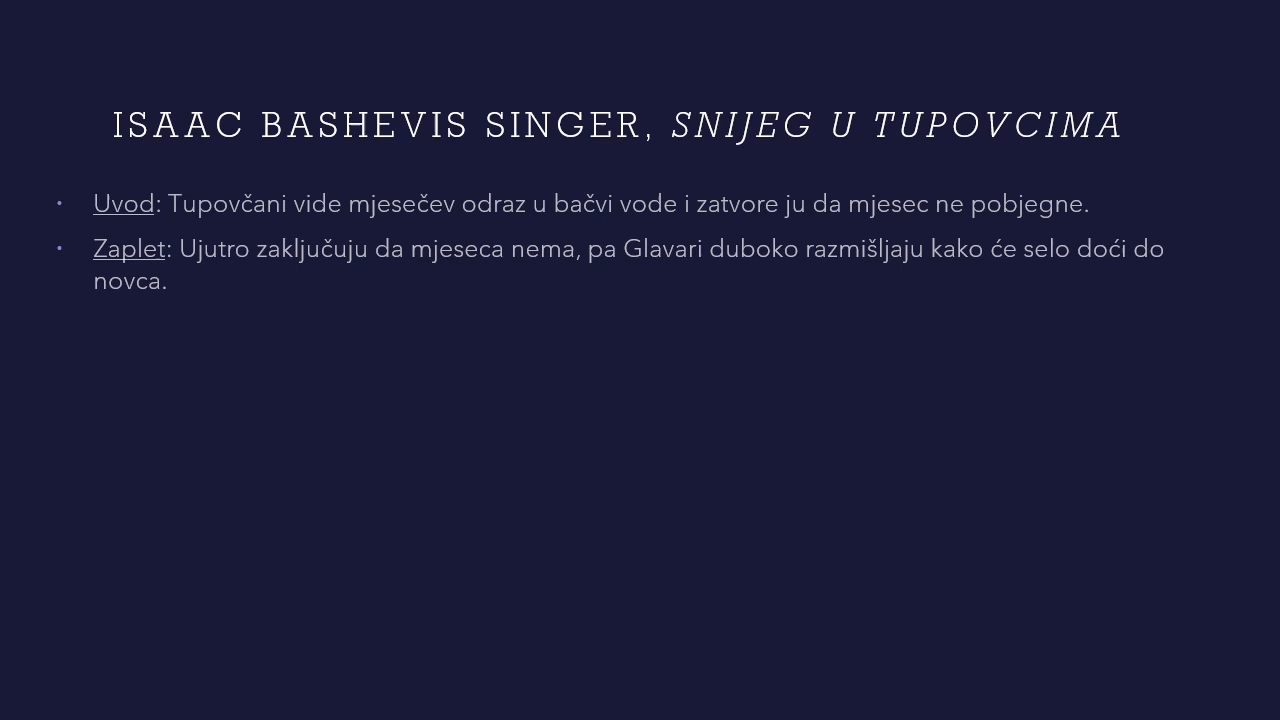 ISAAC BASHEVIS SINGER, SNIJEG U TUPOVCIMA
• Uvod: Tupovčani vide mjesečev odraz u bačvi vode i zatvore ju da mjesec ne pobjegne.
• Zaplet: Ujutro zaključuju da mjeseca nema, pa Glavari duboko razmišljaju kako će selo doći do
novca.